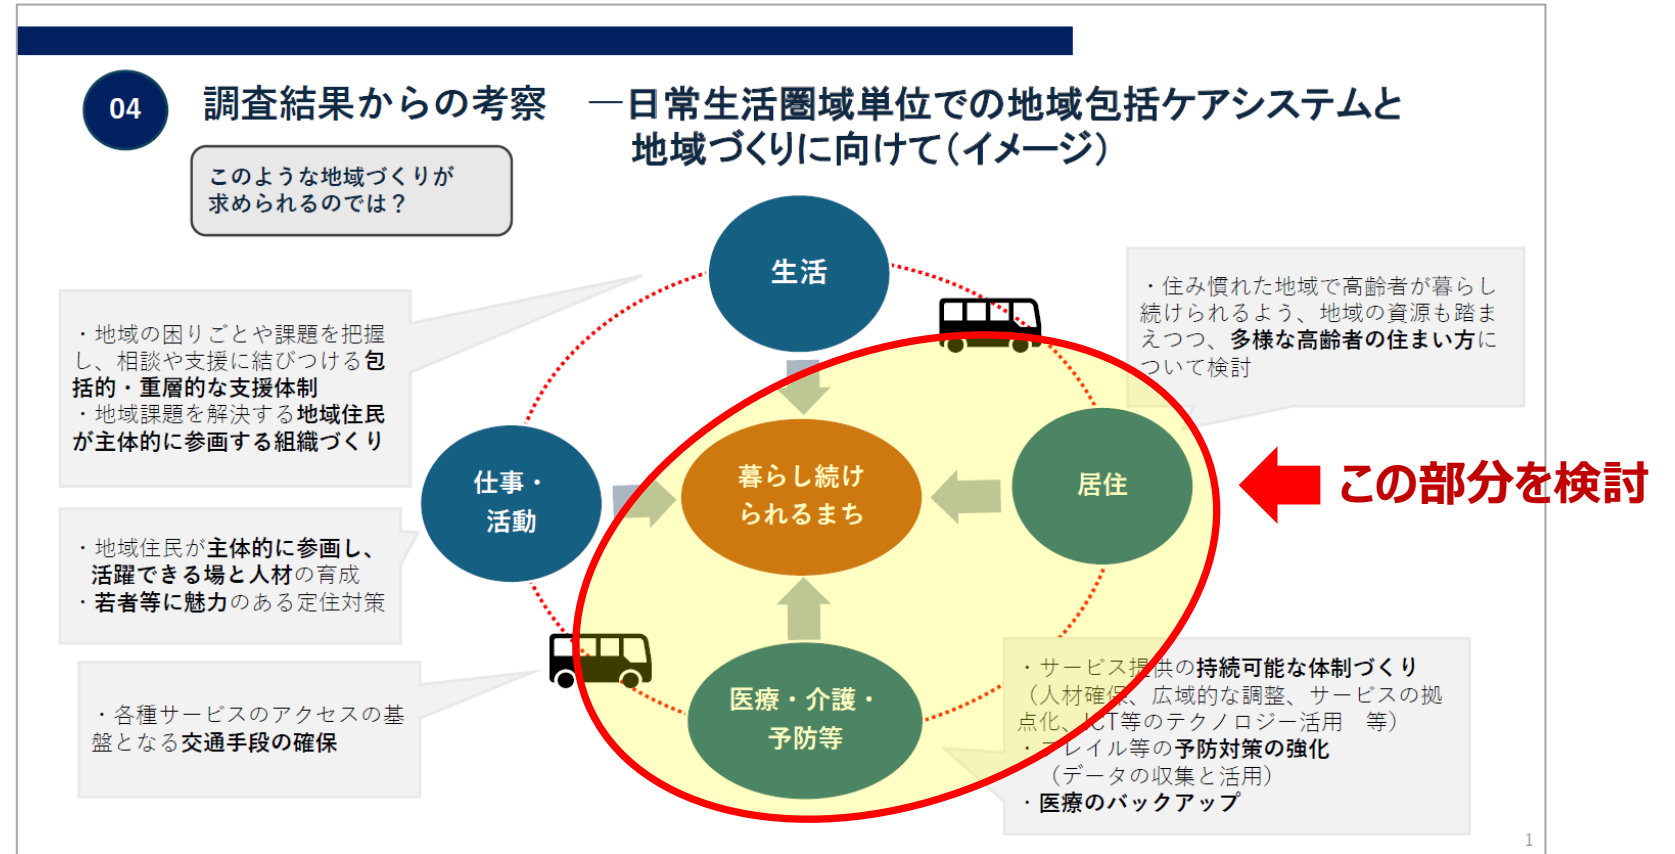 04
調査結果からの考察　―日常生活圏域単位での地域包括ケアシステムと
地域づくりに向けて(イメージ)
このような地域づくりが
求められるのでは？
生活
・住み慣れた地域で高齢者が暮らし
続けられるよう、地域の資源も踏ま
えつつ、多様な高齢者の住まい方に
ついて検討
・地域の困りごとや課題を把握
し、相談や支援に結びつける包
括的・重層的な支援体制
・地域課題を解決する地域住民
が主体的に参画する組織づくり
仕事・
活動
暮らし続け
られるまち
居住
この部分を検討
・地域住民が主体的に参画し、
活躍できる場と人材の育成
・若者等に魅力のある定住対策
・各種サービスのアクセスの基
盤となる交通手段の確保
医療・介護・
予防等
・サービス提供の持続可能な体制づくり
（人材確保、広域的な調整、サービスの拠
点化、ICT等のテクノロジー活用　等）
・フレイル等の予防対策の強化
（データの収集と活用）
・医療のバックアップ
1